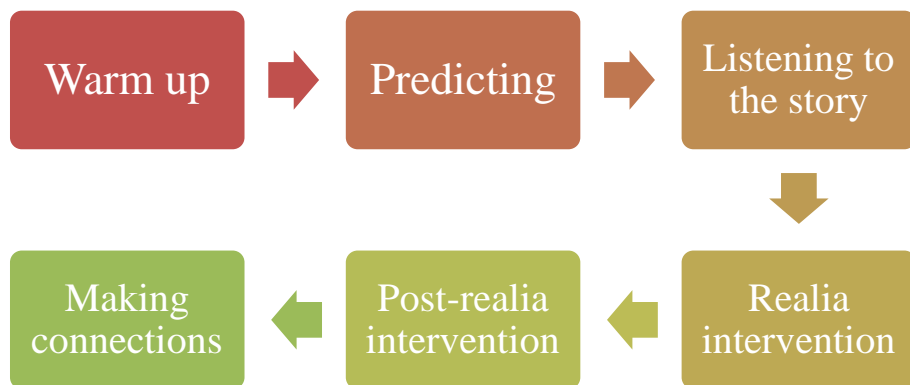 Warm up
Predicting
Listening to
the story
Realia
intervention
Post-realia
intervention
Making
connections